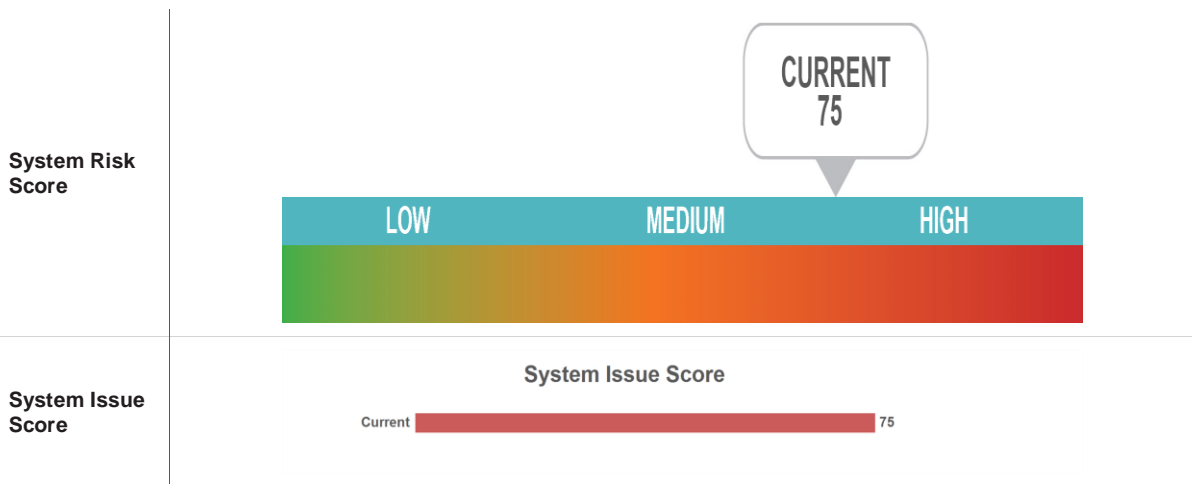 System Risk
Score
CURRENT
75
LOW MEDIUM HIGH
System Issue
Score
System Issue Score
Current 75